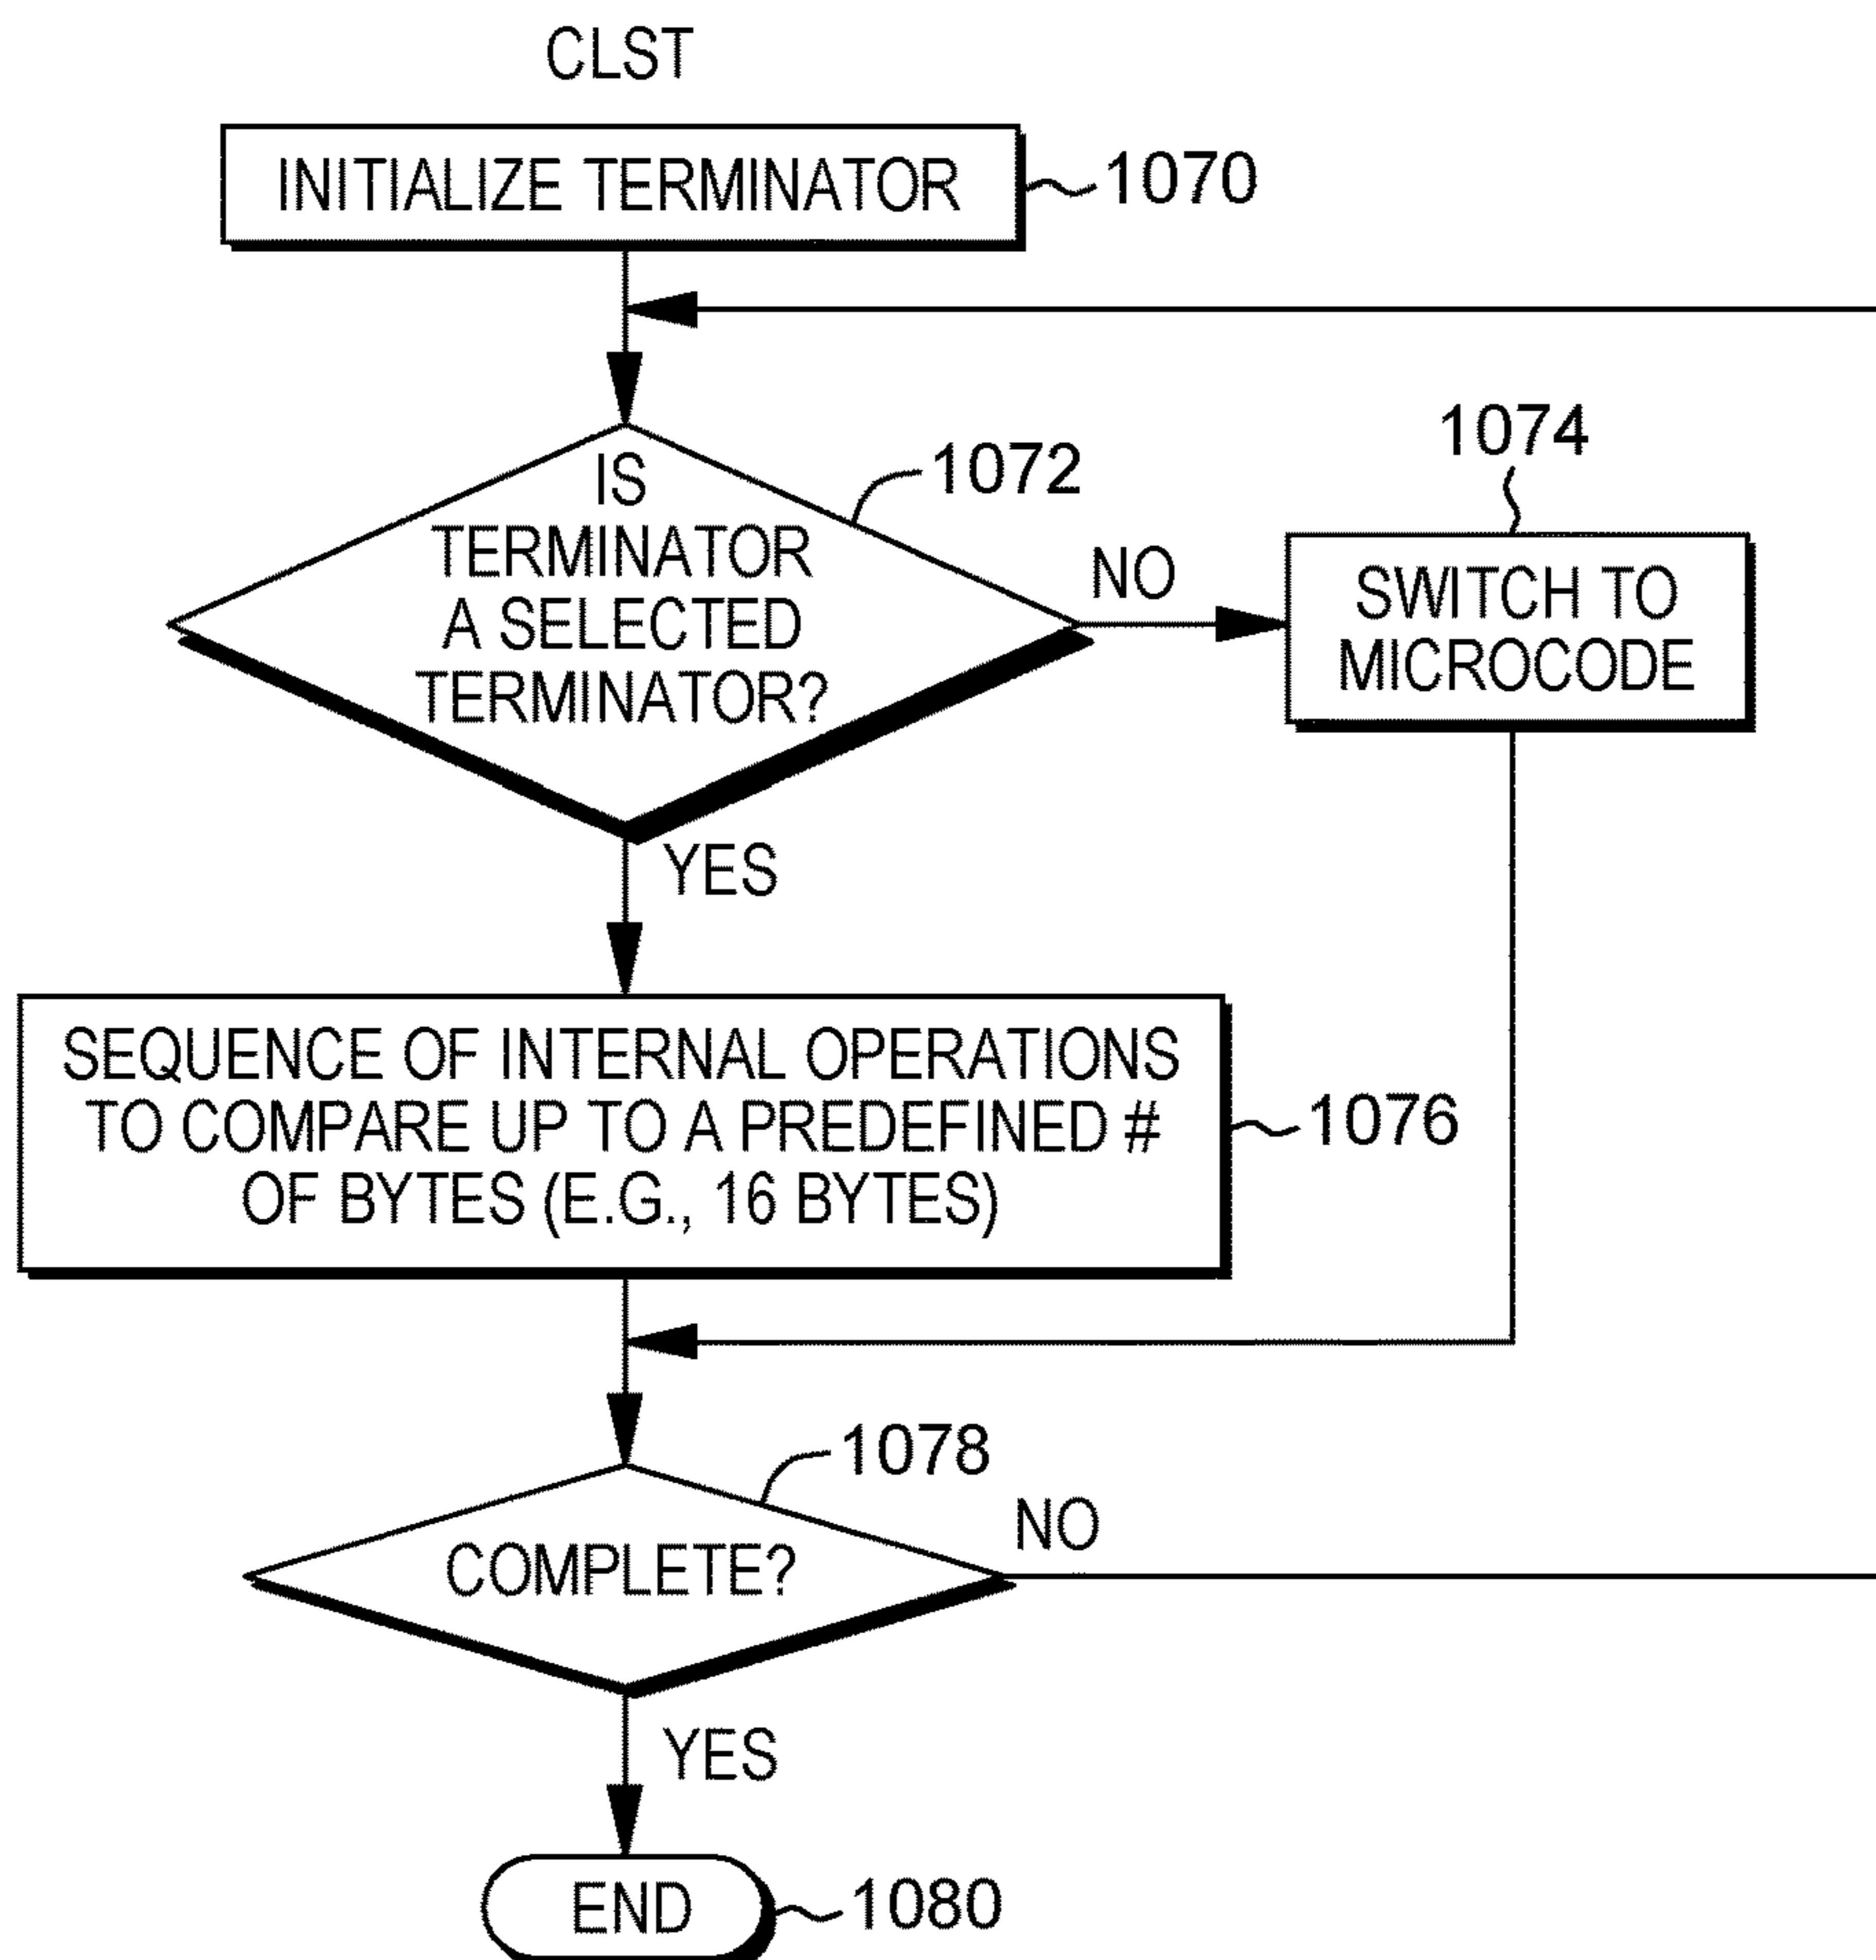 CLST
INITIALIZE TERMINATOR
1070
IS
TERMINATOR
A SELECTED
TERMINATOR?
1072
NO
1074
SWITCH TO
MICROCODE
YES
SEQUENCE OF INTERNAL OPERATIONS
TO COMPARE UP TO A PREDEFINED #
OF BYTES (E.G., 16 BYTES)
1076
COMPLETE?
1078
NO
YES
END
1080